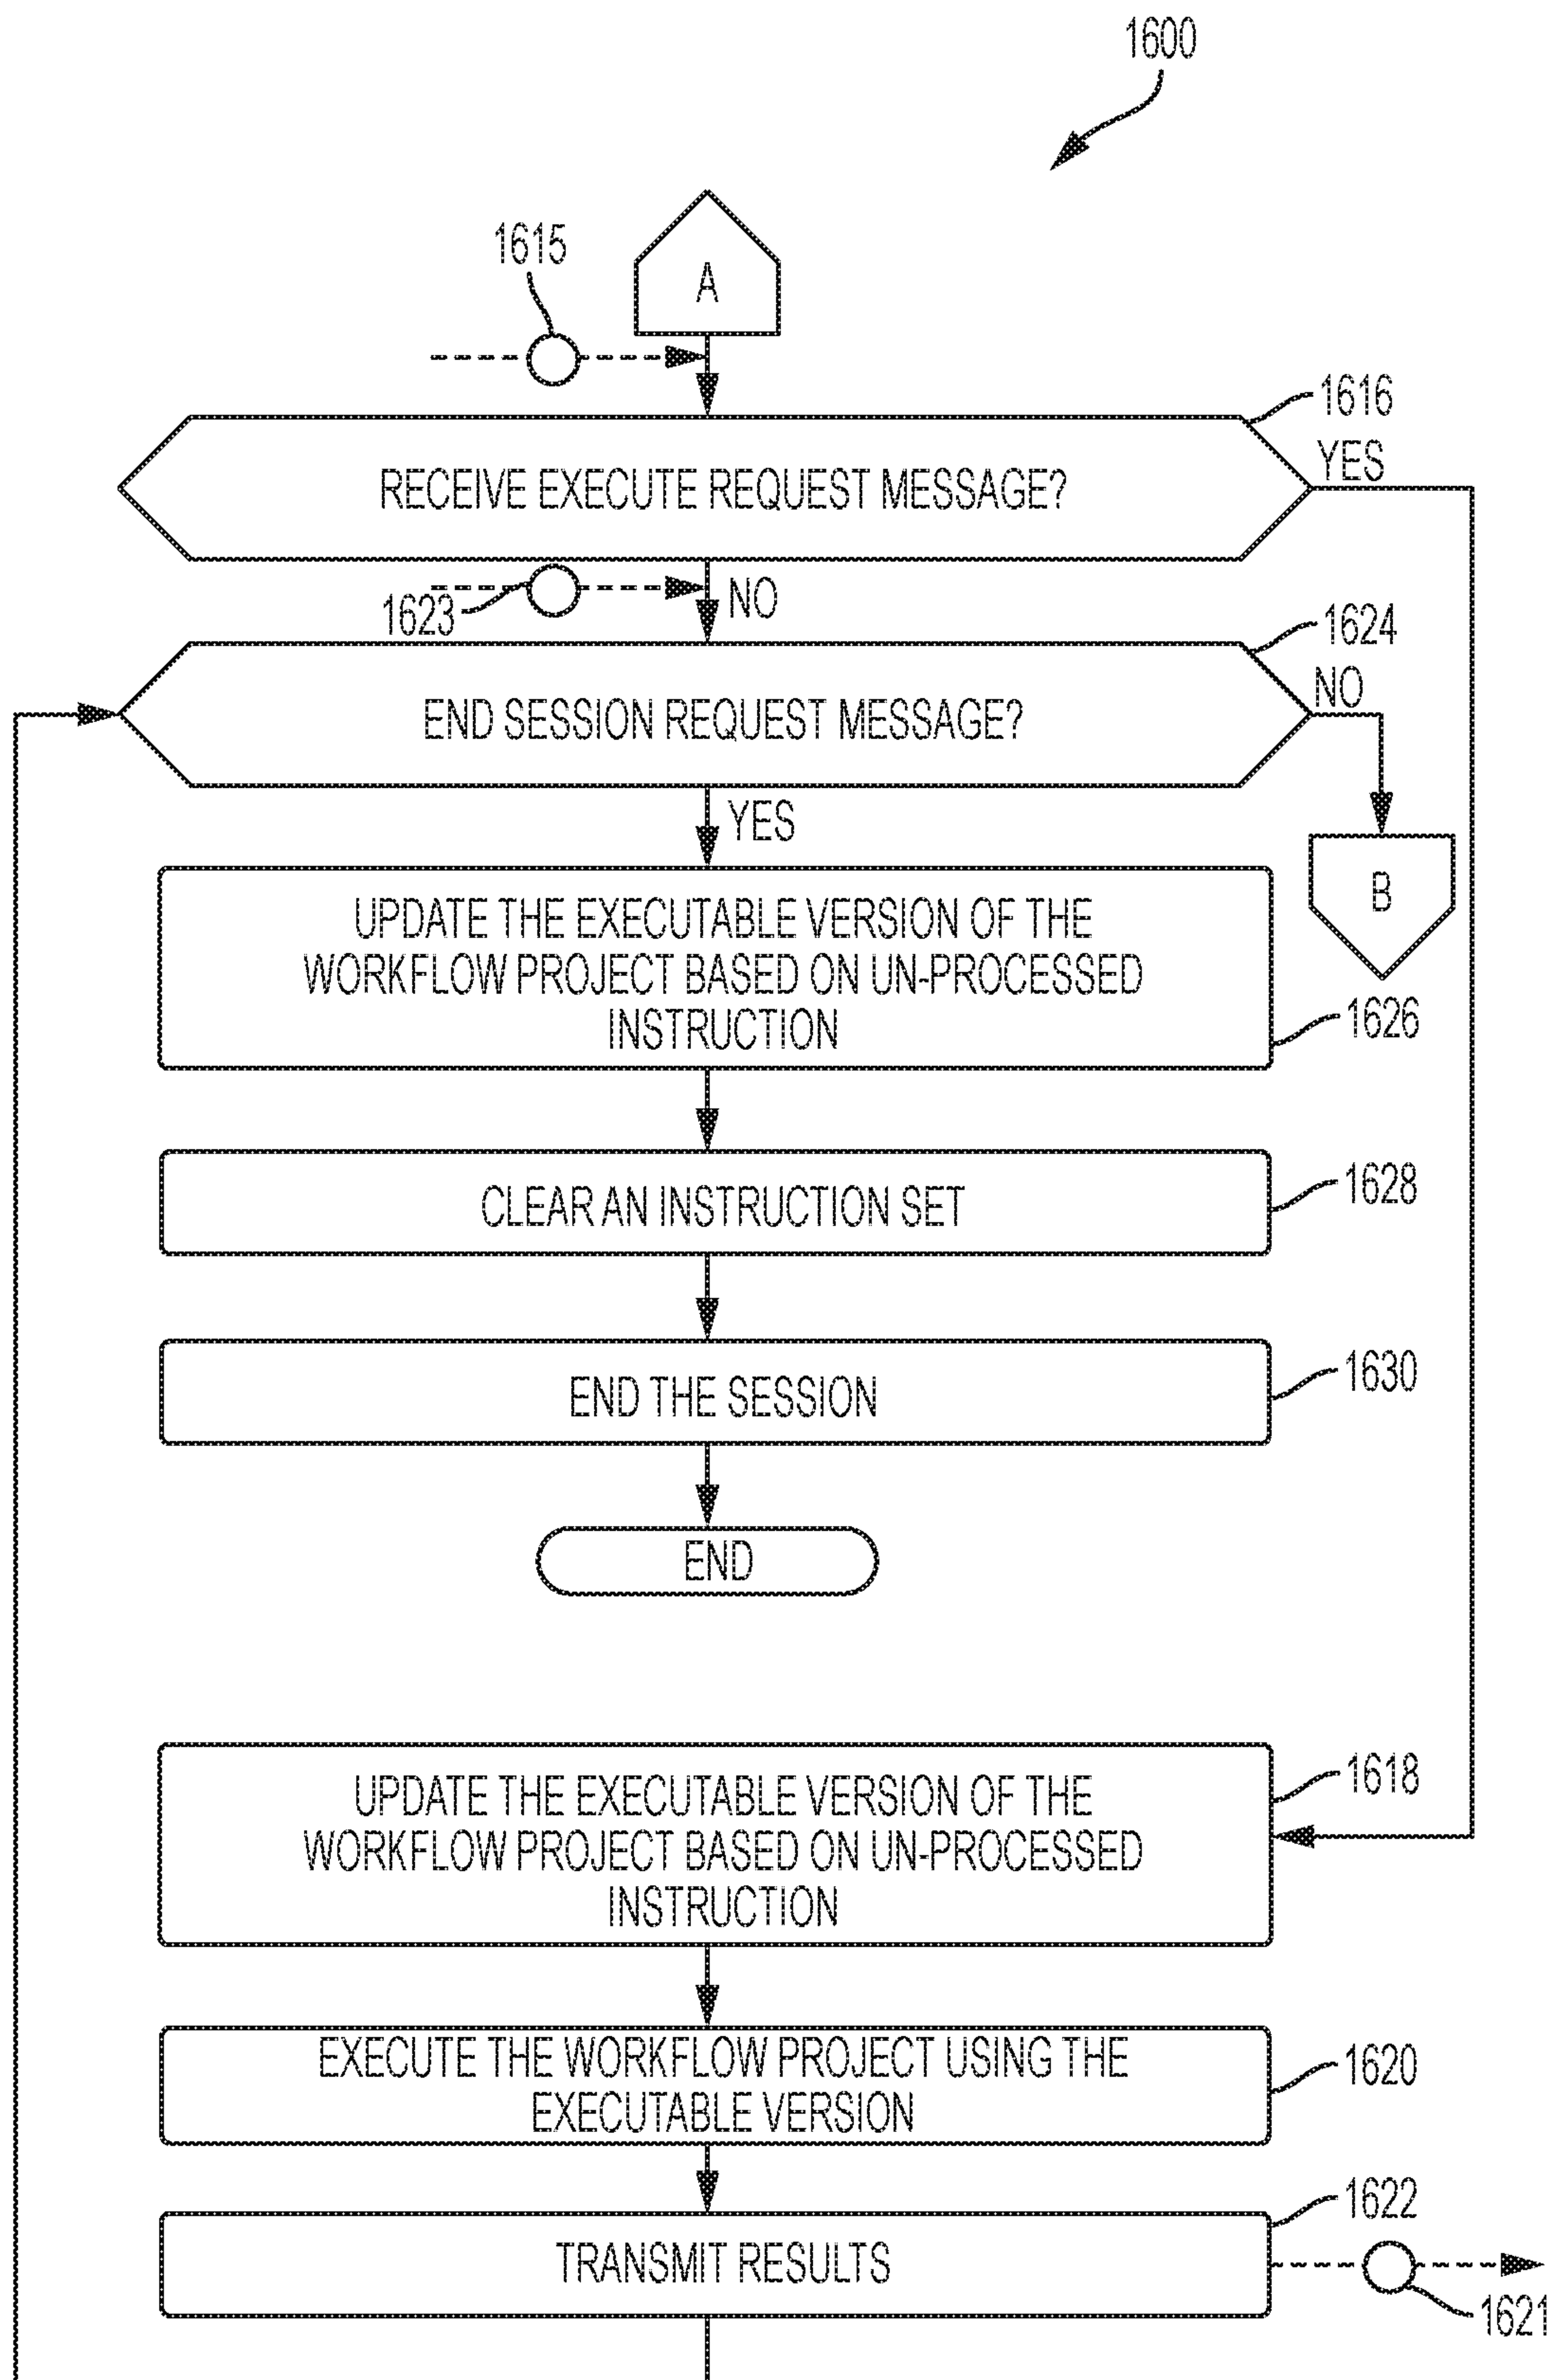 1600
1615
A
1616
RECEIVE EXECUTE REQUEST MESSAGE?
YES
1623
NO
1624
END SESSION REQUEST MESSAGE?
NO
YES
B
UPDATE THE EXECUTABLE VERSION OF THE
WORKFLOW PROJECT BASED ON UN-PROCESSED
INSTRUCTION
1626
CLEAR AN INSTRUCTION SET
1628
END THE SESSION
1630
END
UPDATE THE EXECUTABLE VERSION OF THE
WORKFLOW PROJECT BASED ON UN-PROCESSED
INSTRUCTION
1618
EXECUTE THE WORKFLOW PROJECT USING THE
EXECUTABLE VERSION
1620
TRANSMIT RESULTS
1622
1621